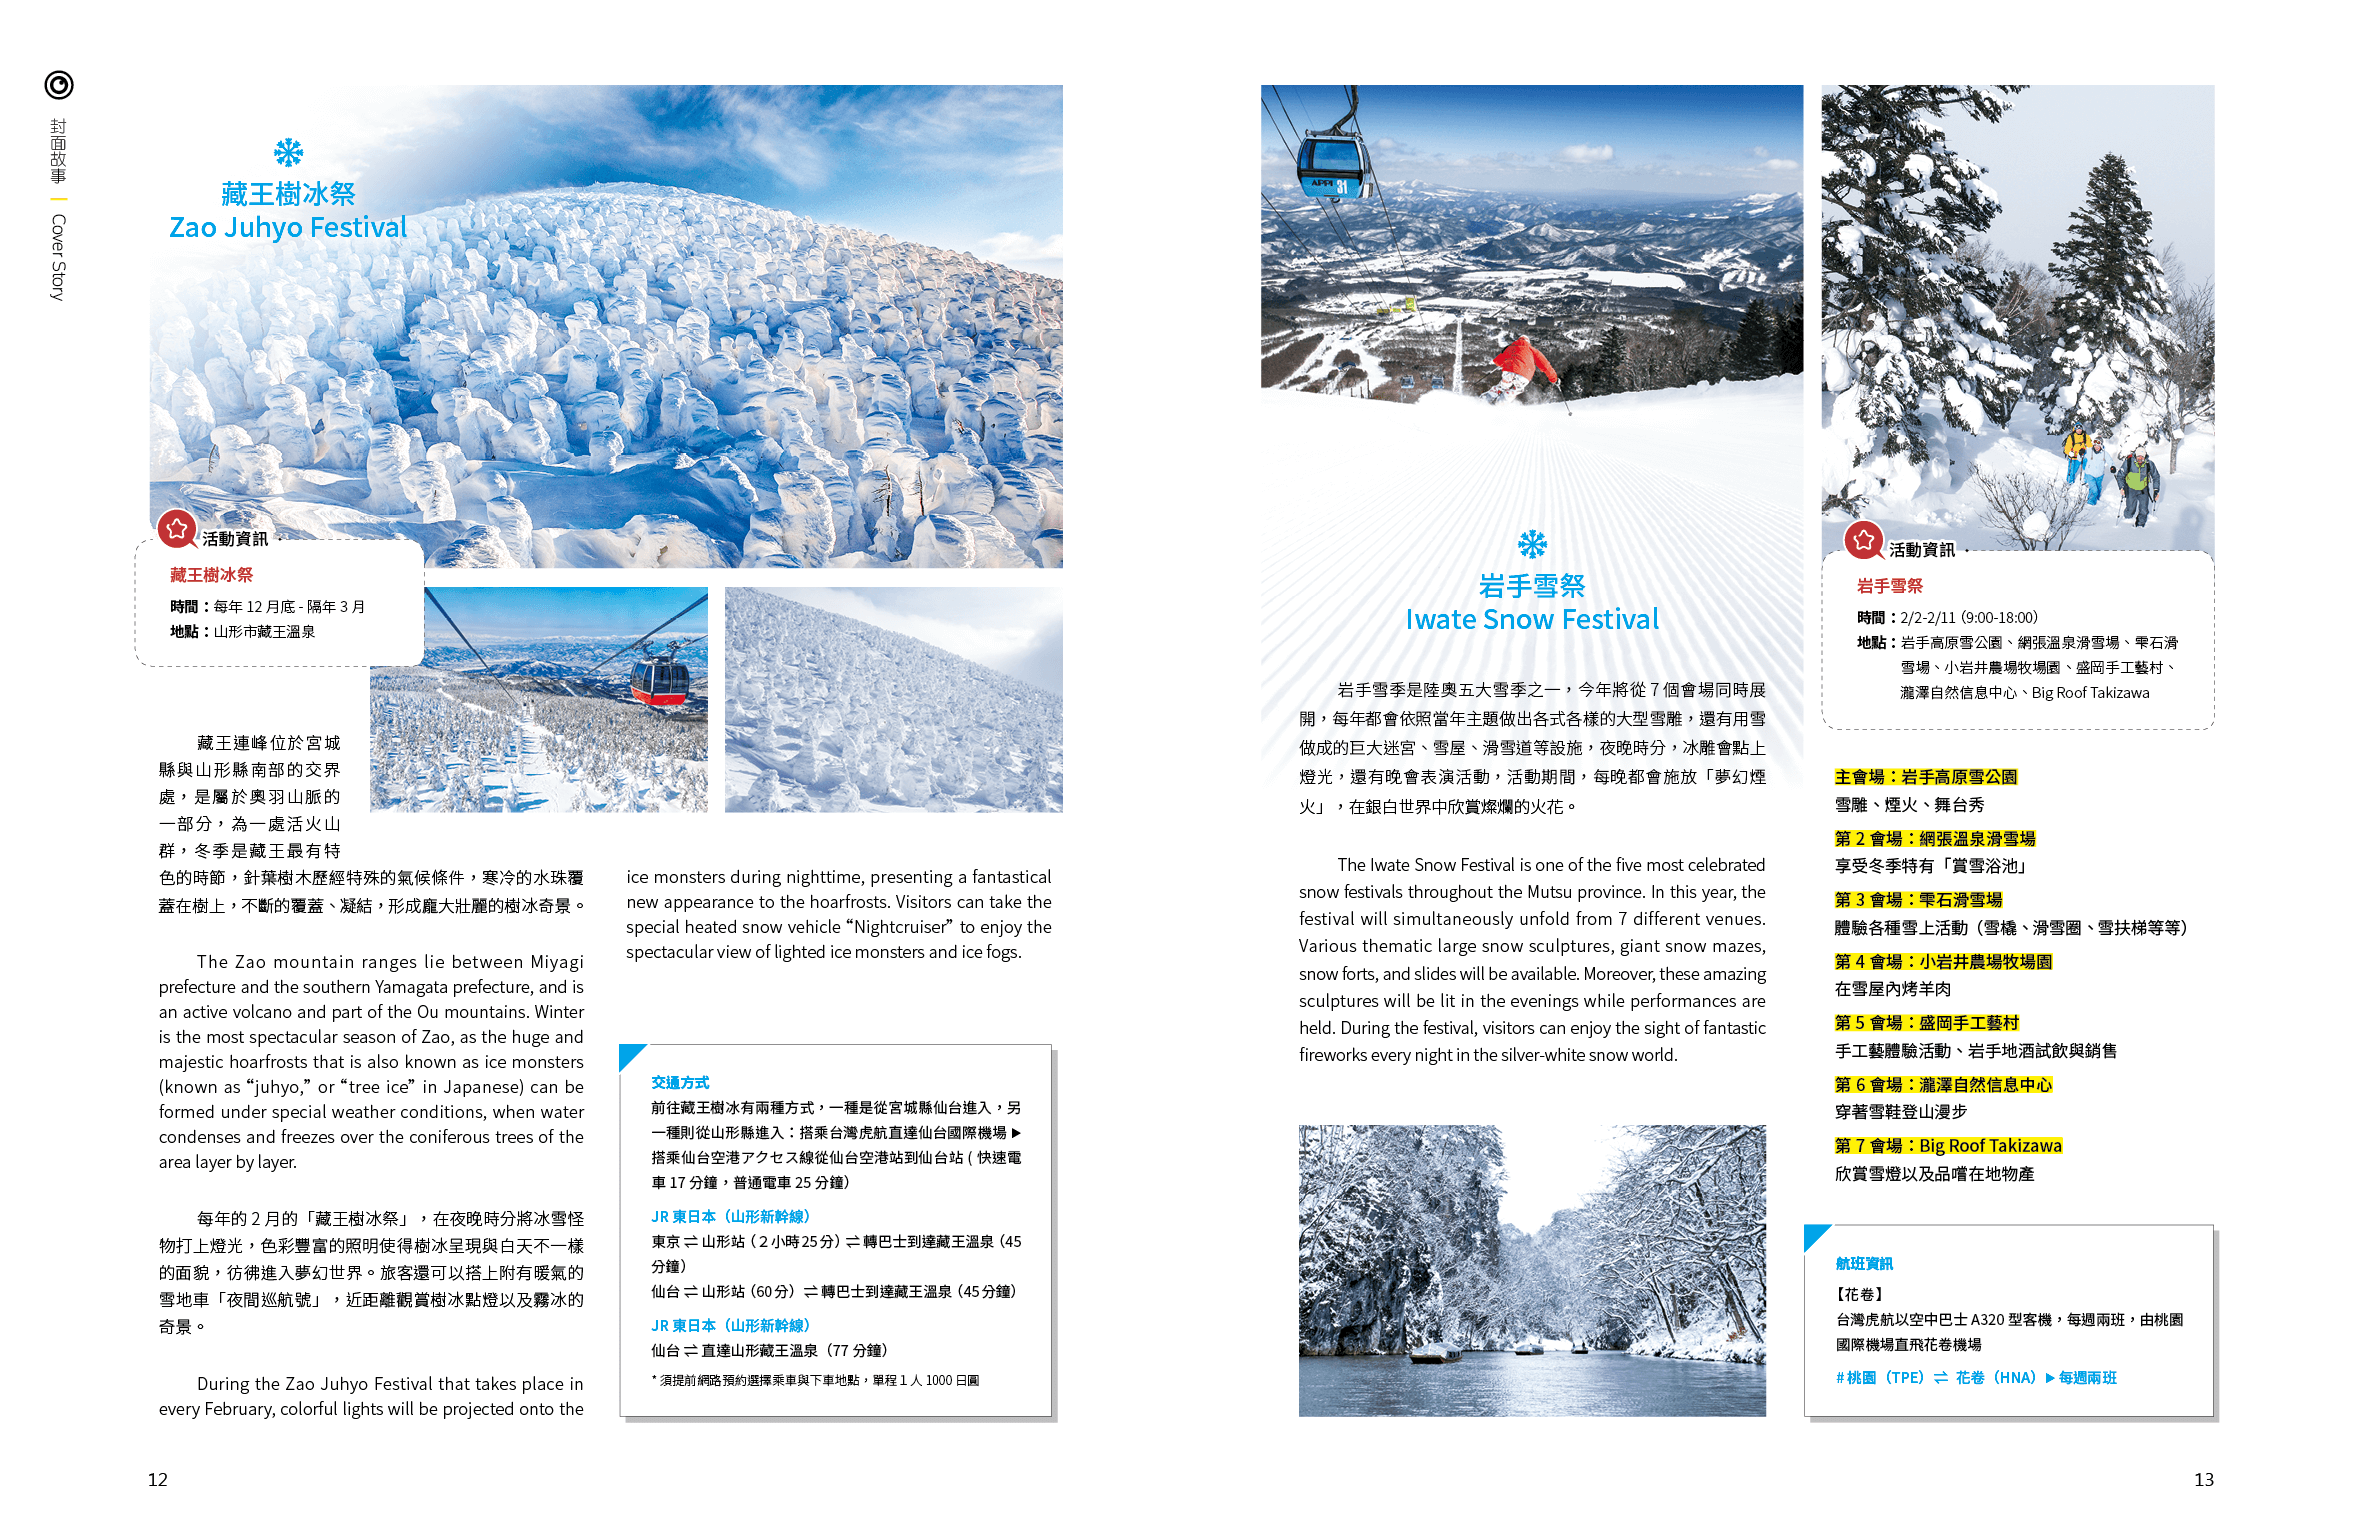 封面故事 | Cover Story
藏王樹冰祭
Zao Juhyo Festival
活動資訊
藏王樹冰祭
時間：每年 12 月底 - 隔年 3 月
地點：山形市藏王溫泉
藏王連峰位於宮城
縣與山形縣南部的交界
處，是屬於奧羽山脈的
一部分，為一處活火山
群，冬季是藏王最有特
色的時節，針葉樹木歷經特殊的氣候條件，寒冷的水珠覆
蓋在樹上，不斷的覆蓋、凝結，形成龐大壯麗的樹冰奇景。
The Zao mountain ranges lie between Miyagi
prefecture and the southern Yamagata prefecture, and is
an active volcano and part of the Ou mountains. Winter
is the most spectacular season of Zao, as the huge and
majestic hoarfrosts that is also known as ice monsters
(known as “juhyo,” or “tree ice” in Japanese) can be
formed under special weather conditions, when water
condenses and freezes over the coniferous trees of the
area layer by layer.
每年的 2 月的「藏王樹冰祭」，在夜晚時分將冰雪怪
物打上燈光，色彩豐富的照明使得樹冰呈現與白天不一樣
的面貌，彷彿進入夢幻世界。旅客還可以搭上附有暖氣的
雪地車「夜間巡航號」，近距離觀賞樹冰點燈以及霧冰的
奇景。
During the Zao Juhyo Festival that takes place in
every February, colorful lights will be projected onto the
ice monsters during nighttime, presenting a fantastical
new appearance to the hoarfrosts. Visitors can take the
special heated snow vehicle “Nightcruiser” to enjoy the
spectacular view of lighted ice monsters and ice fogs.
交通方式
前往藏王樹冰有兩種方式，一種是從宮城縣仙台進入，另
一種則從山形縣進入：搭乘台灣虎航直達仙台國際機場 ▶
搭乘仙台空港アクセス線從仙台空港站到仙台站 ( 快速電
車 17 分鐘，普通電車 25 分鐘）
JR 東日本（山形新幹線）
東京 ⇌ 山形站（2 小時 25 分）⇌ 轉巴士到達藏王溫泉（45
分鐘）
仙台 ⇌ 山形站（60 分）⇌ 轉巴士到達藏王溫泉（45 分鐘）
JR 東日本（山形新幹線）
仙台 ⇌ 直達山形藏王溫泉（77 分鐘）
* 須提前網路預約選擇乘車與下車地點，單程 1 人 1000 日圓
12
APPI 31
岩手雪祭
Iwate Snow Festival
岩手雪季是陸奧五大雪季之一，今年將從 7 個會場同時展
開，每年都會依照當年主題做出各式各樣的大型雪雕，還有用雪
做成的巨大迷宮、雪屋、滑雪道等設施，夜晚時分，冰雕會點上
燈光，還有晚會表演活動，活動期間，每晚都會施放「夢幻煙
火」，在銀白世界中欣賞燦爛的火花。
The Iwate Snow Festival is one of the five most celebrated
snow festivals throughout the Mutsu province. In this year, the
festival will simultaneously unfold from 7 different venues.
Various thematic large snow sculptures, giant snow mazes,
snow forts, and slides will be available. Moreover, these amazing
sculptures will be lit in the evenings while performances are
held. During the festival, visitors can enjoy the sight of fantastic
fireworks every night in the silver-white snow world.
活動資訊
岩手雪祭
時間：2/2-2/11（9:00-18:00）
地點：岩手高原雪公園、網張溫泉滑雪場、雫石滑
雪場、小岩井農場牧場園、盛岡手工藝村、
瀧澤自然信息中心、Big Roof Takizawa
主會場：岩手高原雪公園
雪雕、煙火、舞台秀
第 2 會場：網張溫泉滑雪場
享受冬季特有「賞雪浴池」
第 3 會場：雫石滑雪場
體驗各種雪上活動（雪橇、滑雪圈、雪扶梯等等）
第 4 會場：小岩井農場牧場園
在雪屋內烤羊肉
第 5 會場：盛岡手工藝村
手工藝體驗活動、岩手地酒試飲與銷售
第 6 會場：瀧澤自然信息中心
穿著雪鞋登山漫步
第 7 會場：Big Roof Takizawa
欣賞雪燈以及品嚐在地物產
航班資訊
【花卷】
台灣虎航以空中巴士 A320 型客機，每週兩班，由桃園
國際機場直飛花卷機場
# 桃園（TPE）⇌ 花卷（HNA）▶ 每週兩班
13